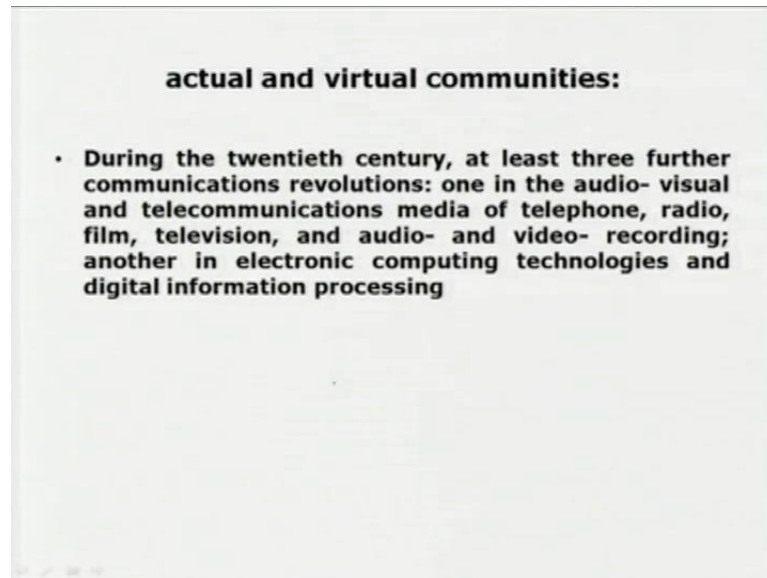 actual and virtual communities:
• During the twentieth century, at least three further
communications revolutions: one in the audio- visual
and telecommunications media of telephone, radio,
film, television, and audio- and video- recording;
another in electronic computing technologies and
digital information processing